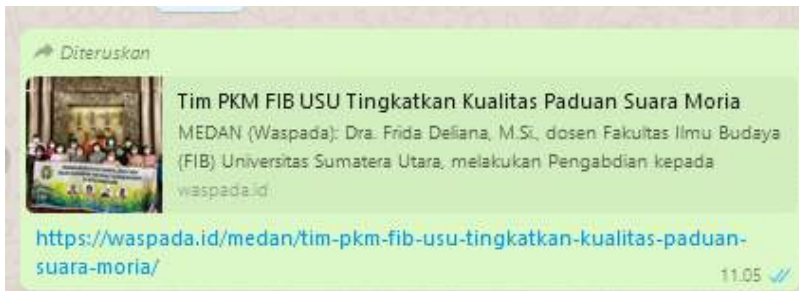 Diteruskan
Tim PKM FIB USU Tingkatkan Kualitas Paduan Suara Moria
MEDAN (Waspada): Dra. Frida Deliana, M.Si., dosen Fakultas Ilmu Budaya
(FIB) Universitas Sumatera Utara, melakukan Pengabdian kepada
waspada.id
https://waspada.id/medan/tim-pkm-fib-usu-tingkatkan-kualitas-paduan-
suara-moria/
11.05